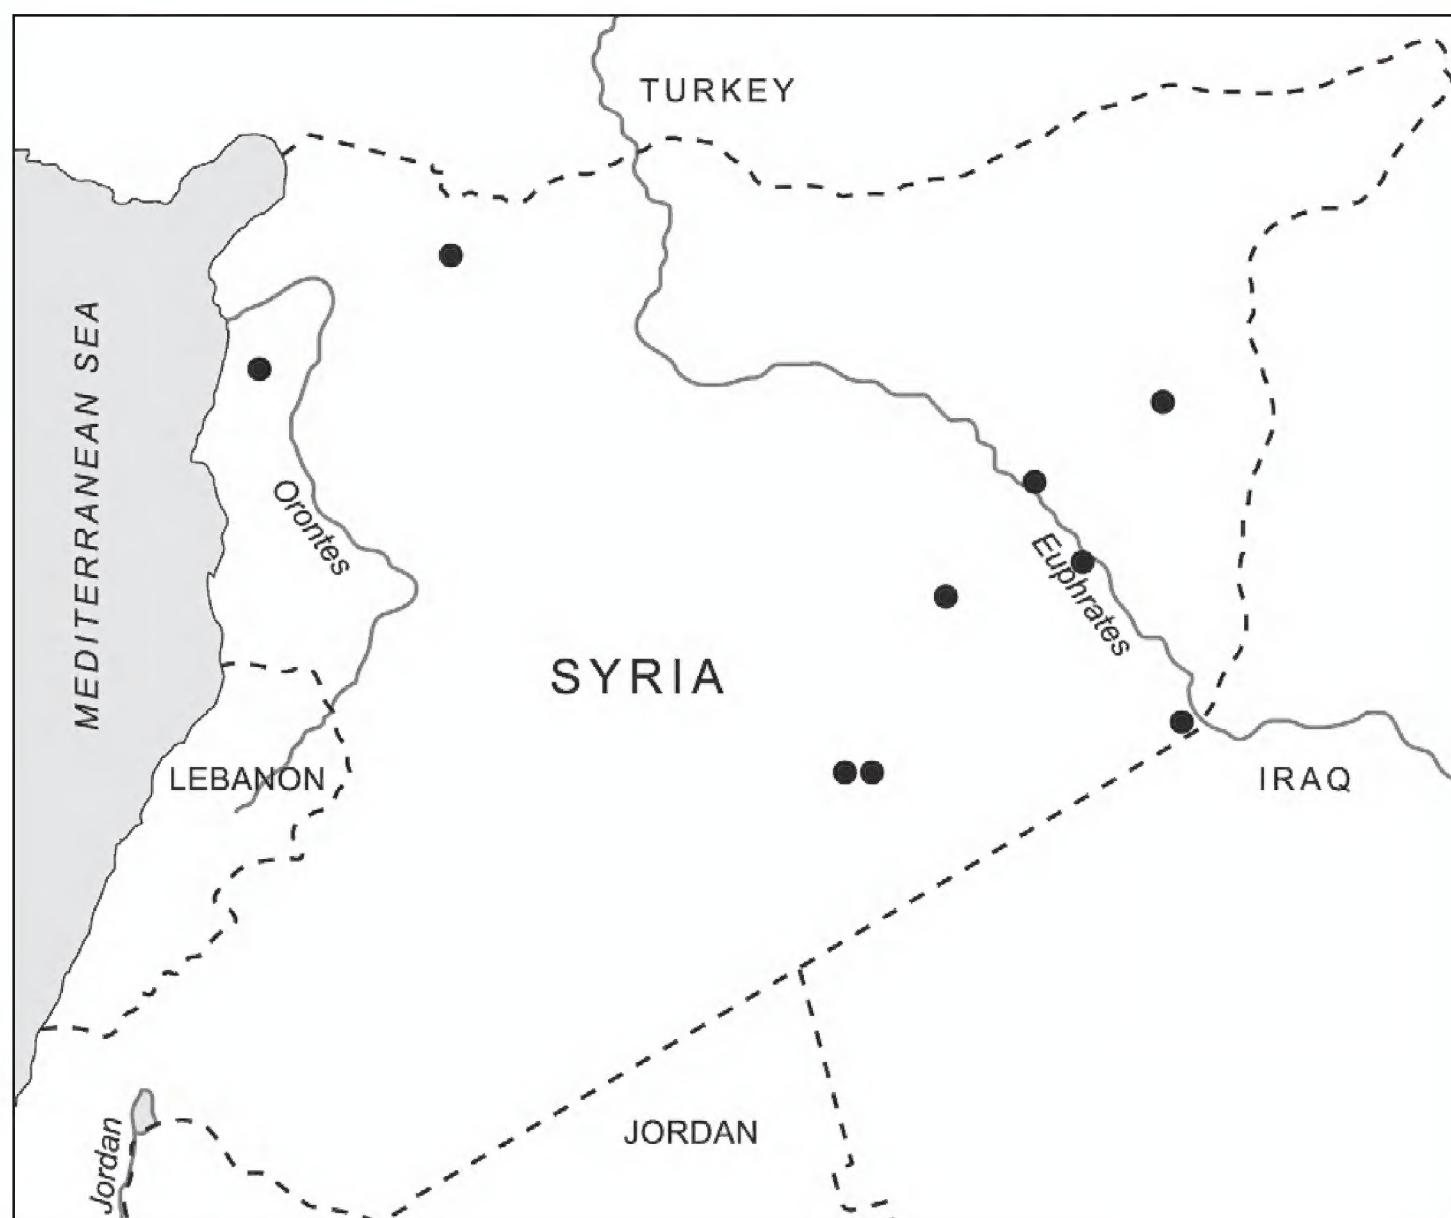 TURKEY
MEDITERRANEAN SEA
Orontes
Euphrates
SYRIA
LEBANON
IRAQ
JORDAN
Jordan